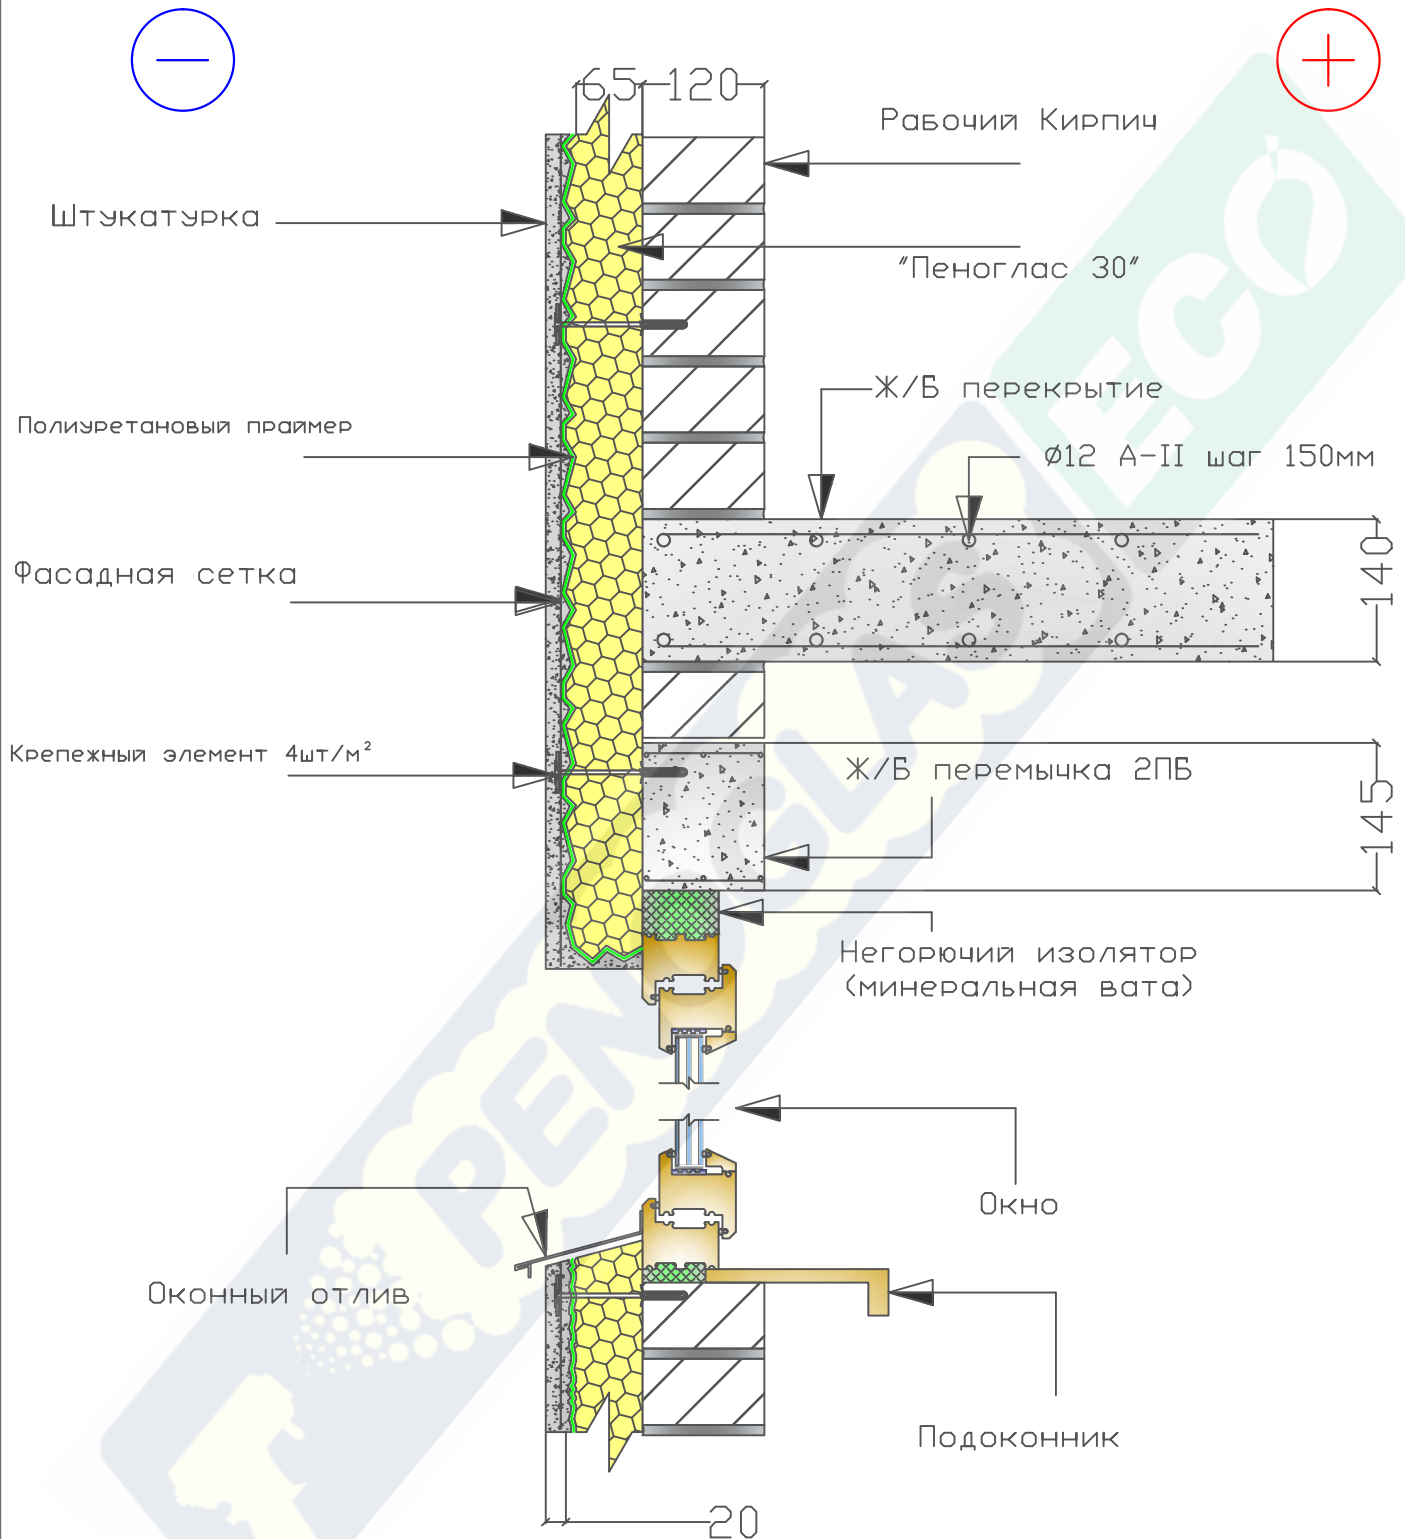 65
120
Рабочий Кирпич
Штукатурка
"Пеноглас 30"
Ж/Б перекрытие
Полиуретановый праймер
Ø12 А-II шаг 150мм
140
Фасадная сетка
Крепежный элемент 4шт/м²
Ж/Б перемычка 2ПБ
145
Негорючий изолятор
(минеральная вата)
Окно
Оконный отлив
Подоконник
20
PENOGLAS
ECO